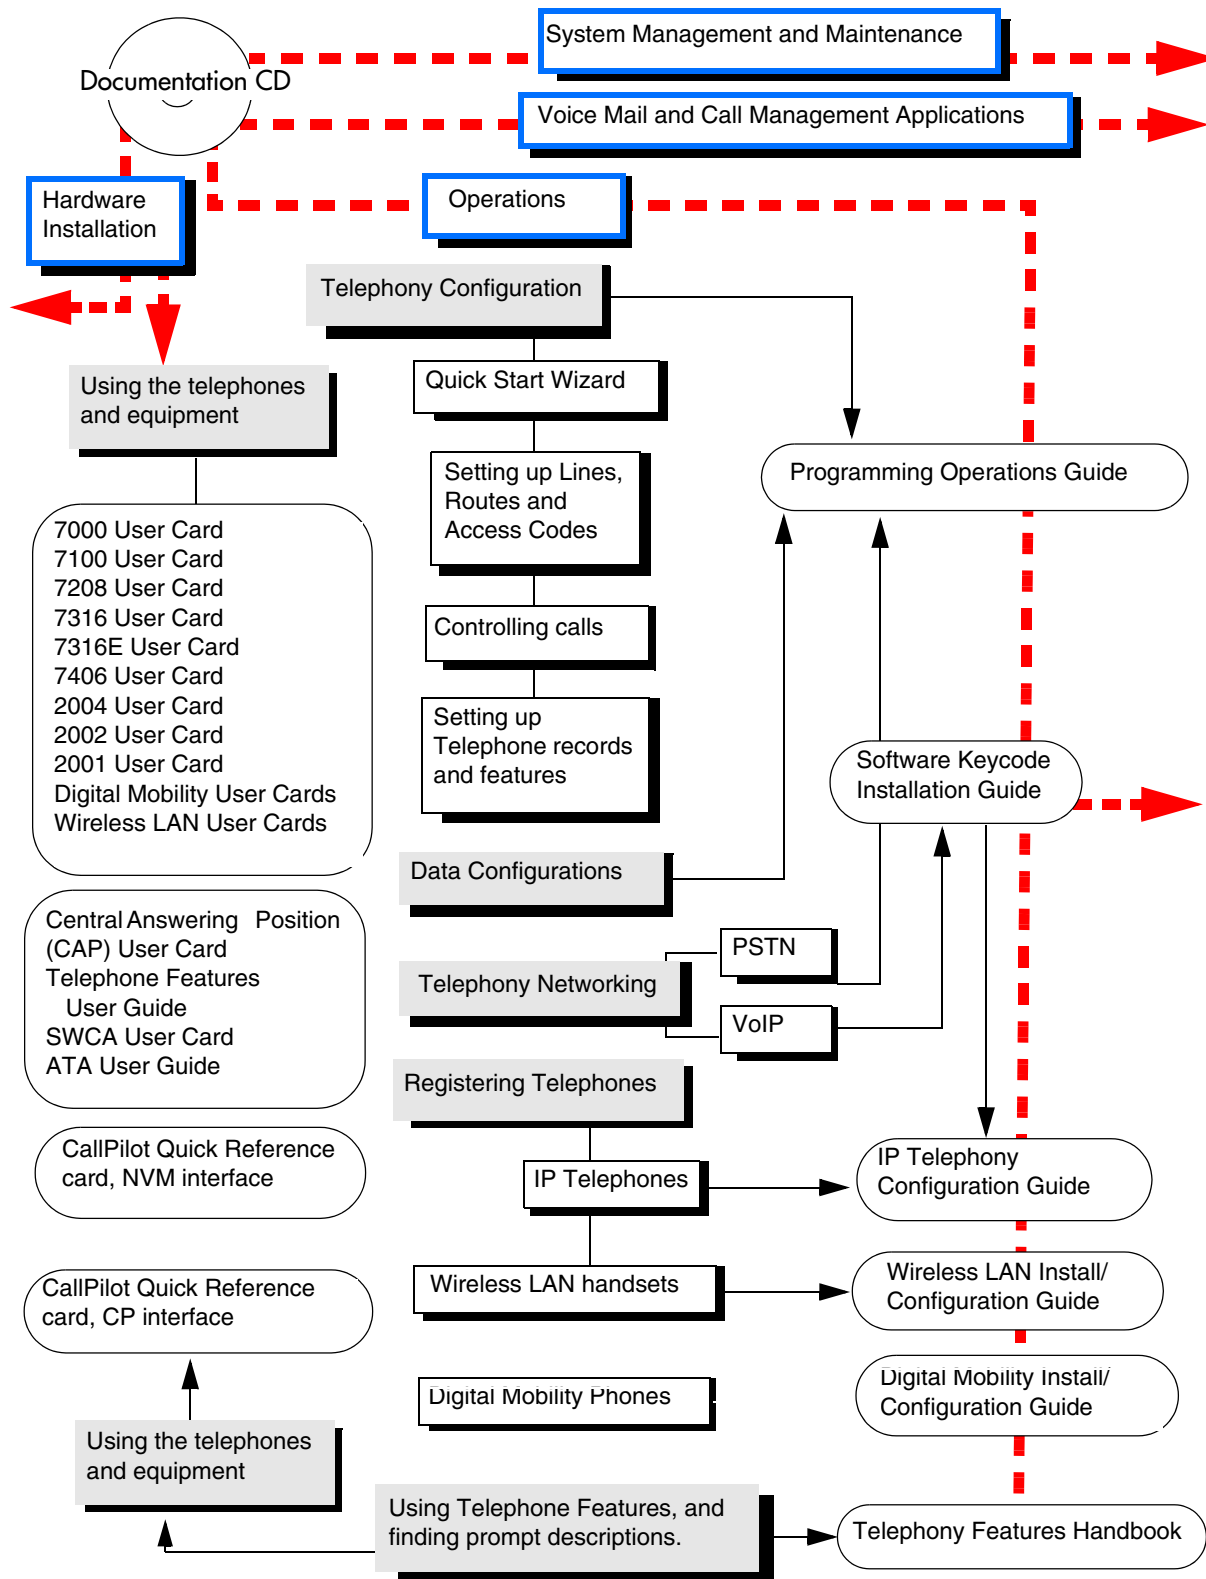 System Management and Maintenance
Documentation CD
Voice Mail and Call Management Applications
Hardware
Installation
Operations
Telephony Configuration
Using the telephones
and equipment
Quick Start Wizard
Setting up Lines,
Routes and
Access Codes
Programming Operations Guide
7000 User Card
7100 User Card
7208 User Card
7316 User Card
7316E User Card
7406 User Card
2004 User Card
2002 User Card
2001 User Card
Digital Mobility User Cards
Wireless LAN User Cards
Controlling calls
Setting up
Telephone records
and features
Software Keycode
Installation Guide
Data Configurations
Central Answering Position
(CAP) User Card
Telephone Features
User Guide
SWCA User Card
ATA User Guide
Telephony Networking
PSTN
VoIP
Registering Telephones
CallPilot Quick Reference
card, NVM interface
IP Telephones
IP Telephony
Configuration Guide
CallPilot Quick Reference
card, CP interface
Wireless LAN handsets
Wireless LAN Install/
Configuration Guide
Digital Mobility Phones
Digital Mobility Install/
Configuration Guide
Using the telephones
and equipment
Using Telephone Features, and
finding prompt descriptions.
Telephony Features Handbook